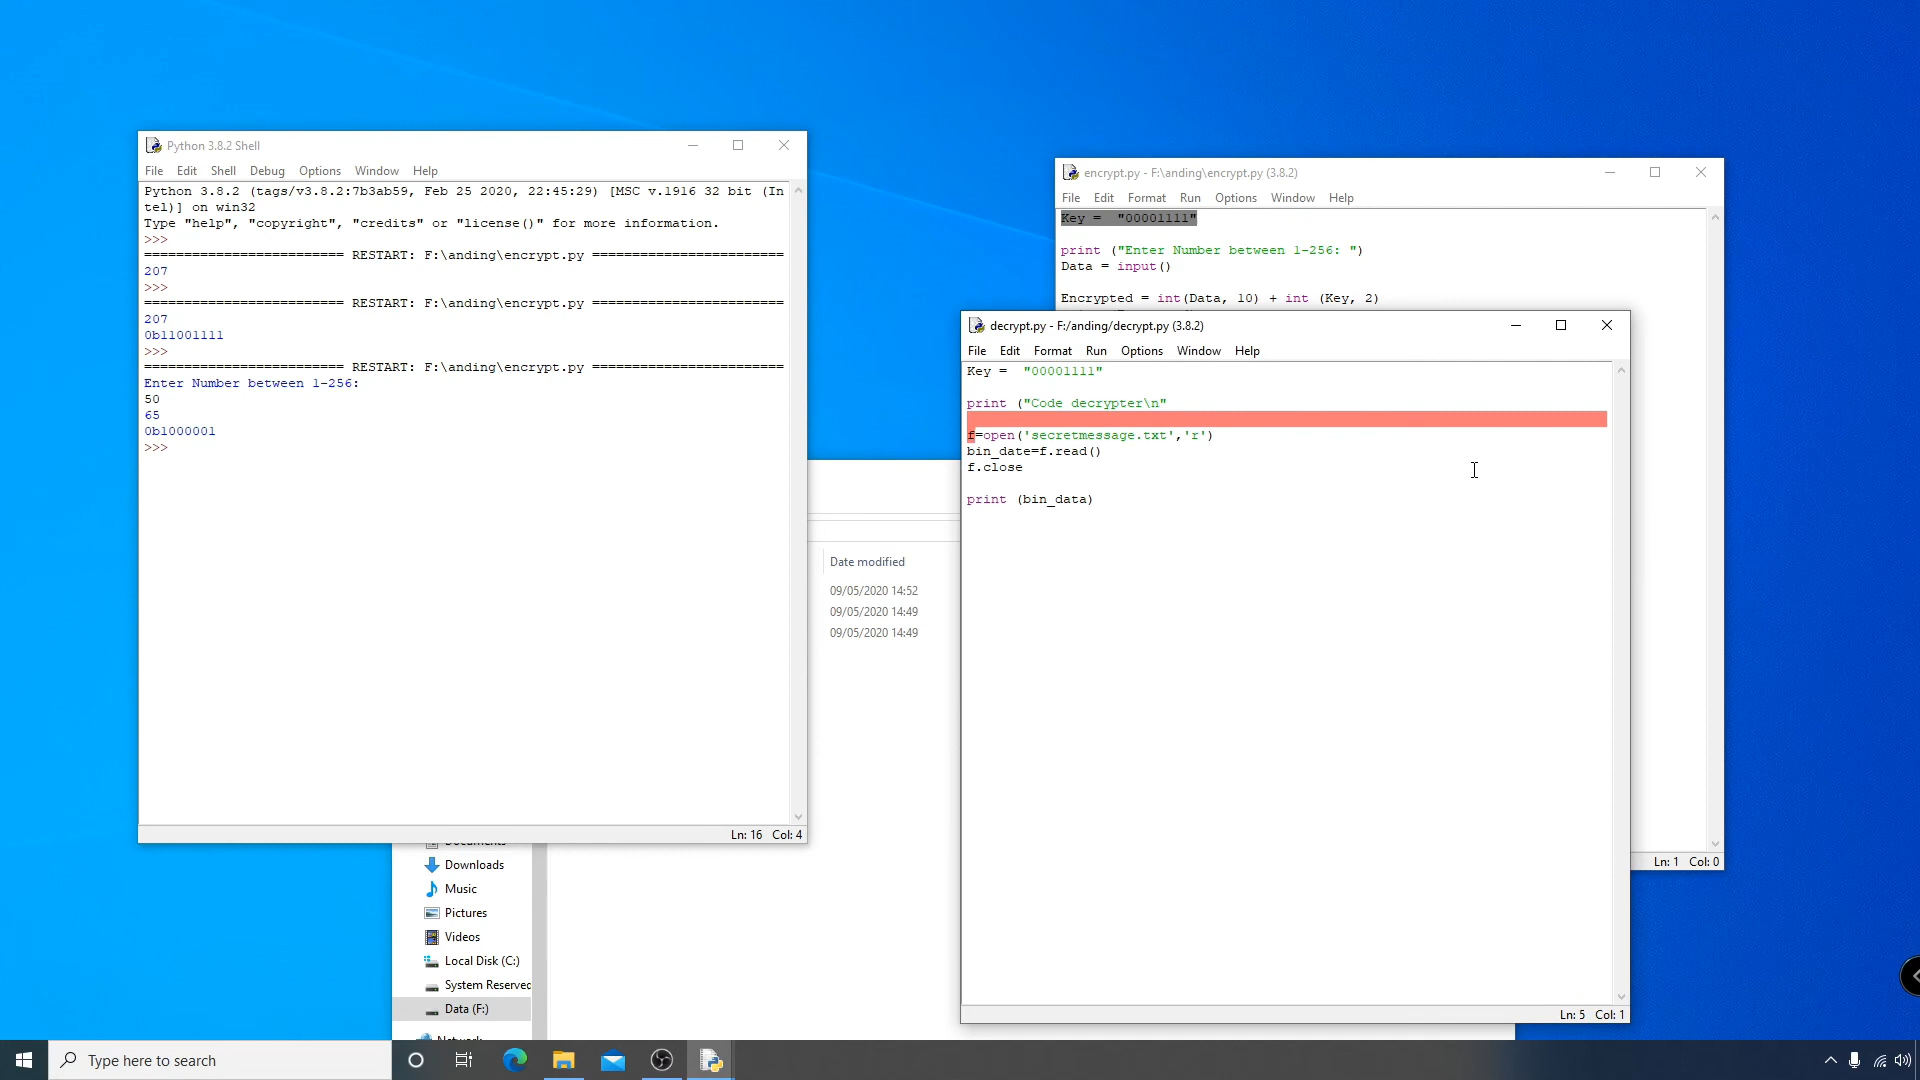 Python 3.8.2 Shell
File Edit Shell Debug Options Window Help
Python 3.8.2 (tags/v3.8.2:7b3ab59, Feb 25 2020, 22:45:29) [MSC v.1916 32 bit (In
tel)] on win32
Type "help", "copyright", "credits" or "license()" for more information.
>>>
========================= RESTART: F:\anding\encrypt.py ========================
207
>>>
========================= RESTART: F:\anding\encrypt.py ========================
207
0b11001111
>>>
========================= RESTART: F:\anding\encrypt.py ========================
Enter Number between 1-256:
50
65
0b1000001
>>>
Ln: 16 Col: 4
encrypt.py - F:\anding\encrypt.py (3.8.2)
File Edit Format Run Options Window Help
Key =  "00001111"
print ("Enter Number between 1-256: ")
Data = input()
Encrypted = int(Data, 10) + int (Key, 2)
Ln: 1 Col: 0
decrypt.py - F:/anding/decrypt.py (3.8.2)
File Edit Format Run Options Window Help
Key =  "00001111"
print ("Code decrypter\n"
f=open('secretmessage.txt','r')
bin_date=f.read()
f.close
print (bin_data)
Ln: 5 Col: 1
Date modified
09/05/2020 14:52
09/05/2020 14:49
09/05/2020 14:49
Documents
Downloads
Music
Pictures
Videos
Local Disk (C:)
System Reserved
Data (F:)
Network
Type here to search